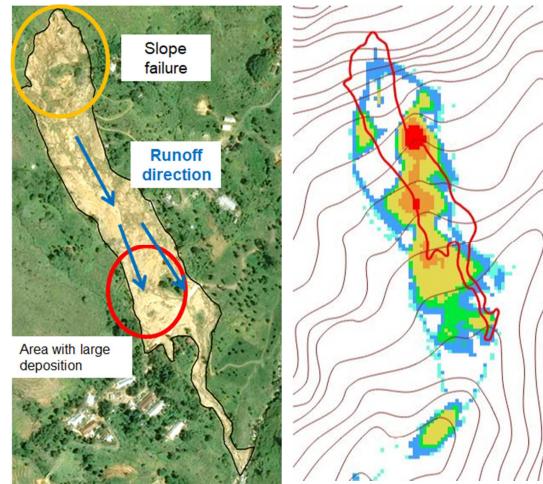 Slope
failure
Runoff
direction
Area with large
deposition